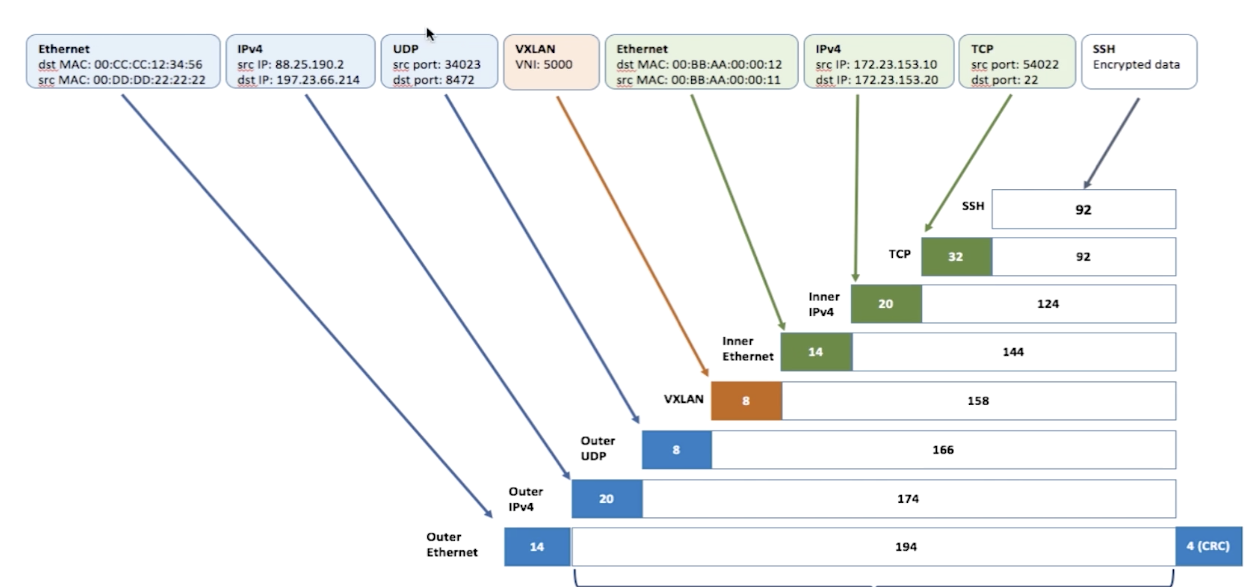 Ethernet
dst MAC: 00:CC:CC:12:34:56
src MAC: 00:DD:DD:22:22:22
IPv4
src IP: 88.25.190.2
dst IP: 197.23.66.214
UDP
src port: 34023
dst port: 8472
VXLAN
VNI: 5000
Ethernet
dst MAC: 00:BB:AA:00:00:12
src MAC: 00:BB:AA:00:00:11
IPv4
src IP: 172.23.153.10
dst IP: 172.23.153.20
TCP
src port: 54022
dst port: 22
SSH
Encrypted data
SSH
92
TCP
32
92
Inner
IPv4
20
124
Inner
Ethernet
14
144
VXLAN
8
158
Outer
UDP
8
166
Outer
IPv4
20
174
Outer
Ethernet
14
194
4 (CRC)